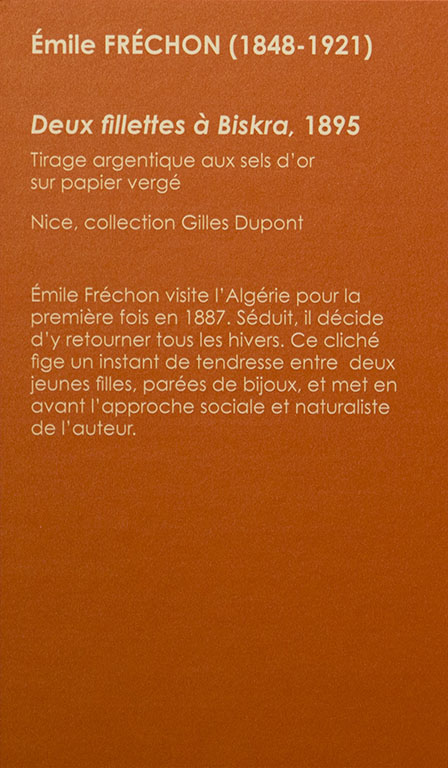 Émile FRÉCHON (1848-1921)
Deux fillettes à Biskra, 1895
Tirage argentique aux sels d'or
sur papier vergé
Nice, collection Gilles Dupont
Émile Fréchon visite l'Algérie pour la
première fois en 1887. Séduit, il décide
d'y retourner tous les hivers. Ce cliché
fige un instant de tendresse entre  deux
jeunes filles, parées de bijoux, et met en
avant l'approche sociale et naturaliste
de l'auteur.